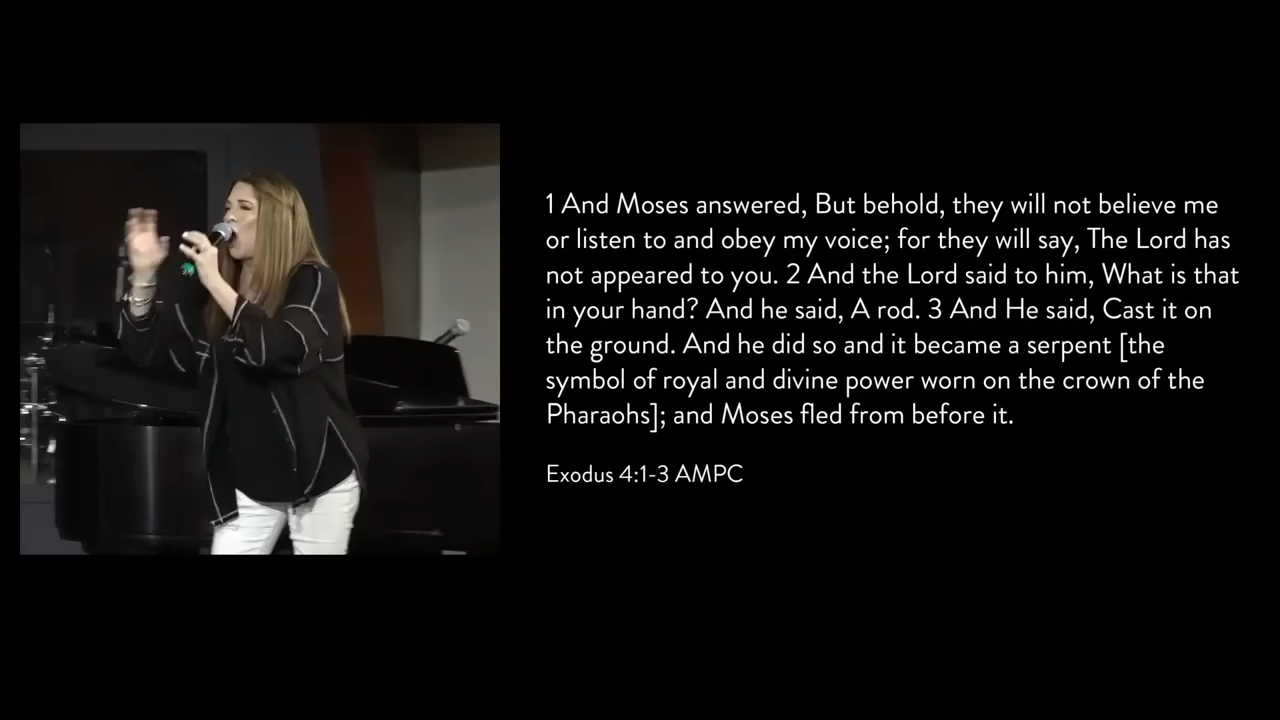 1 And Moses answered, But behold, they will not believe me
or listen to and obey my voice; for they will say, The Lord has
not appeared to you. 2 And the Lord said to him, What is that
in your hand? And he said, A rod. 3 And He said, Cast it on
the ground. And he did so and it became a serpent [the
symbol of royal and divine power worn on the crown of the
Pharaohs]; and Moses fled from before it.
Exodus 4:1-3 AMPC